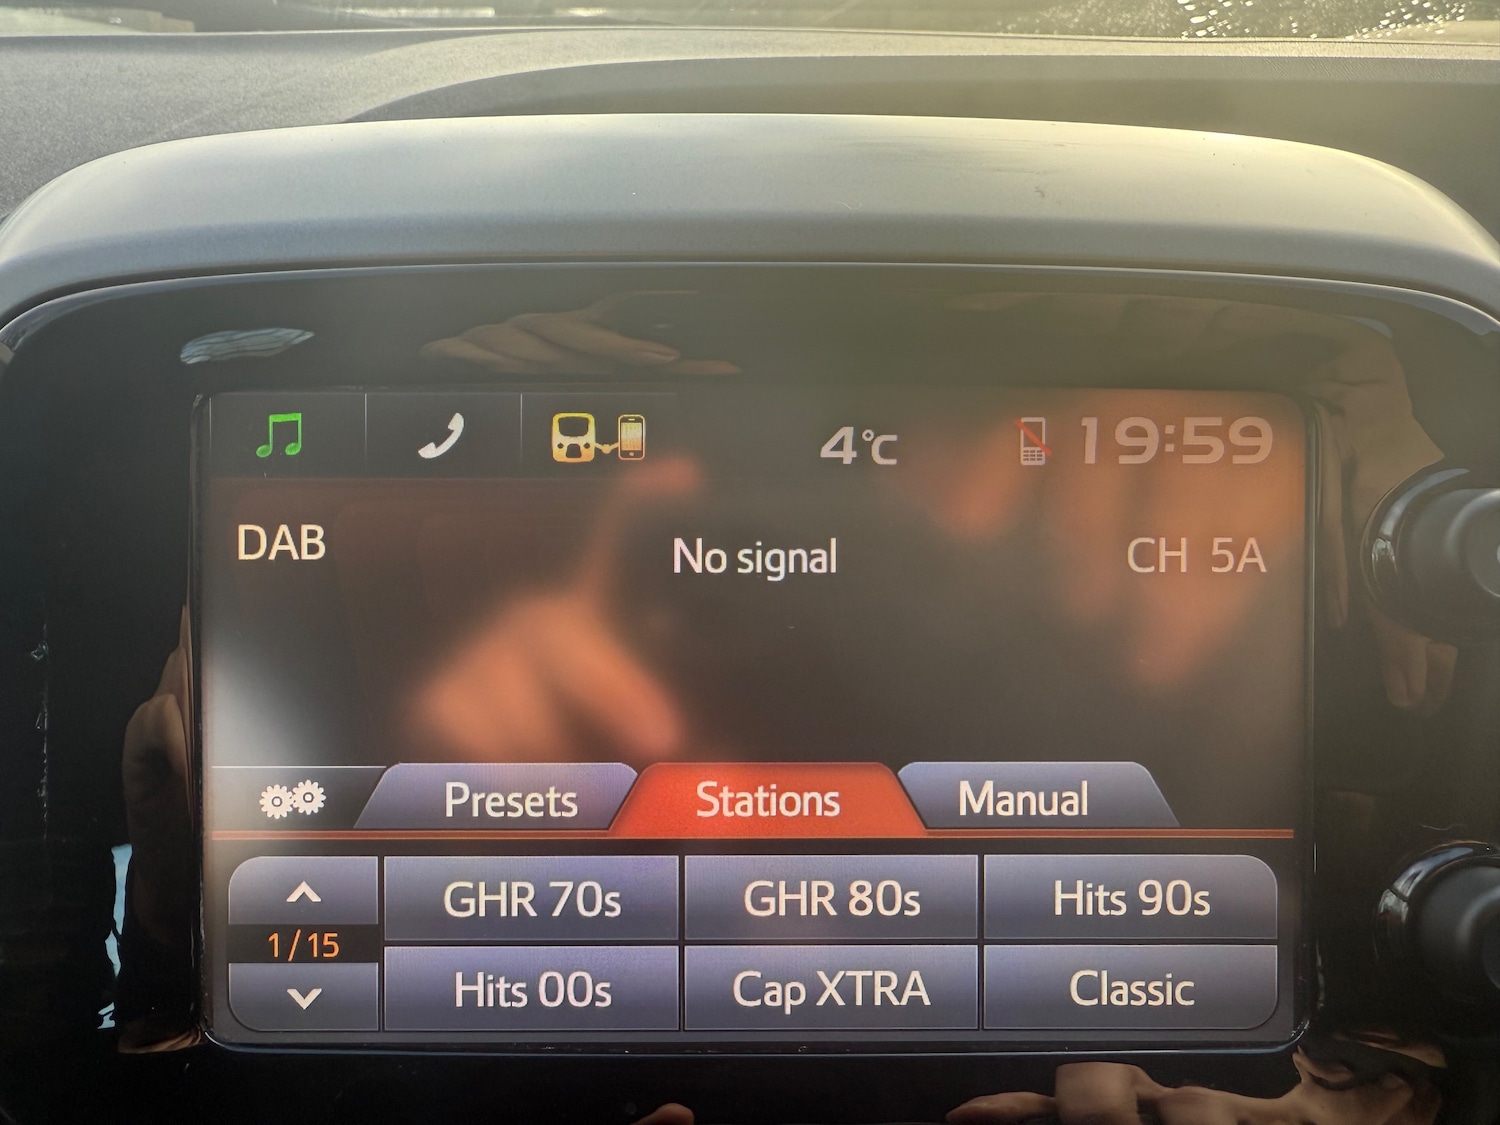 4°C
19:59
DAB
No signal
CH 5A
Presets
Stations
Manual
GHR 70s
GHR 80s
Hits 90s
1/15
Hits 00s
Cap XTRA
Classic